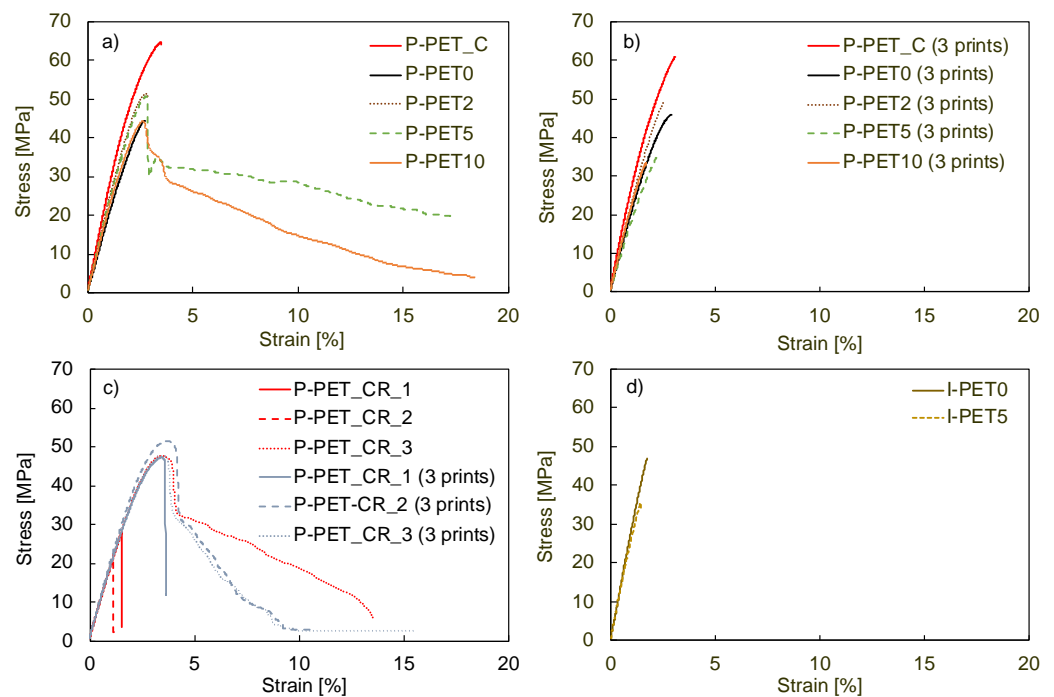 a)
Stress [MPa]
70
60
50
40
30
20
10
0
0 5 10 15 20
Strain [%]
P-PET_C
P-PET0
P-PET2
P-PET5
P-PET10
b)
Stress [MPa]
70
60
50
40
30
20
10
0
0 5 10 15 20
Strain [%]
P-PET_C (3 prints)
P-PET0 (3 prints)
P-PET2 (3 prints)
P-PET5 (3 prints)
P-PET10 (3 prints)
c)
Stress [MPa]
70
60
50
40
30
20
10
0
0 5 10 15 20
Strain [%]
P-PET_CR_1
P-PET_CR_2
P-PET_CR_3
P-PET_CR_1 (3 prints)
P-PET-CR_2 (3 prints)
P-PET_CR_3 (3 prints)
d)
Stress [MPa]
70
60
50
40
30
20
10
0
0 5 10 15 20
Strain [%]
I-PET0
I-PET5